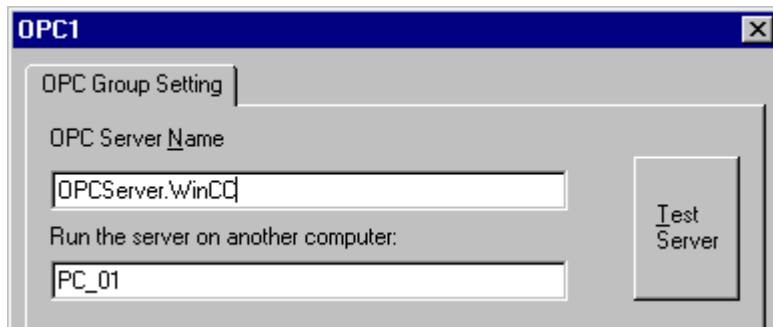 OPC1
OPC Group Setting
OPC Server Name
OPCServer.WinCC
Run the server on another computer:
PC_01
Test
Server